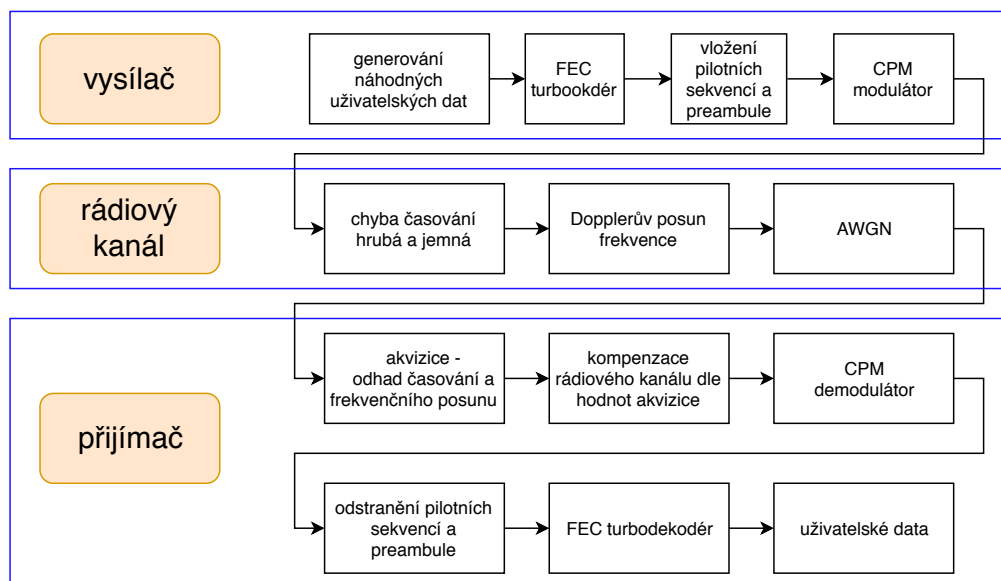 vysílač
generování
náhodných
uživatelských dat
FEC
turbookdér
vložení
pilotních
sekvencí a
preambule
CPM
modulátor
rádiový
kanál
chyba časování
hrubá a jemná
Dopplerův posun
frekvence
AWGN
přijímač
akvizice -
odhad časování a
frekvenčního posunu
kompenzace
rádiového kanálu dle
hodnot akvizice
CPM
demodulátor
odstranění pilotních
sekvencí a
preambule
FEC turbodekodér
uživatelské data